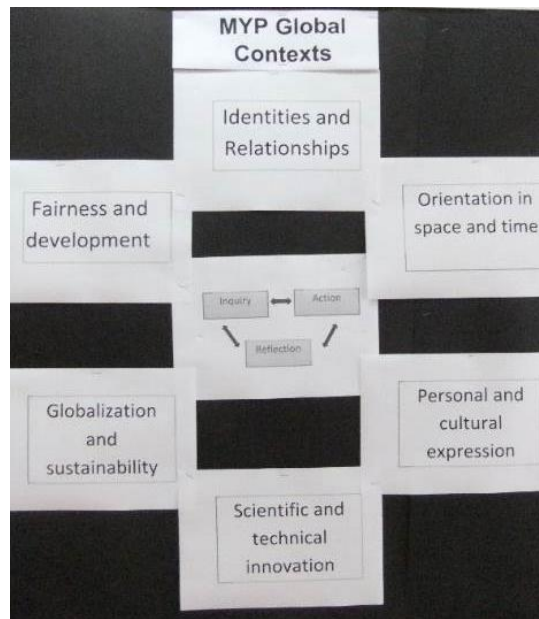 MYP Global
Contexts
Identities and
Relationships
Fairness and
development
Orientation in
space and time
Inquiry
Action
Reflection
Globalization
and
sustainability
Personal and
cultural
expression
Scientific and
technical
innovation